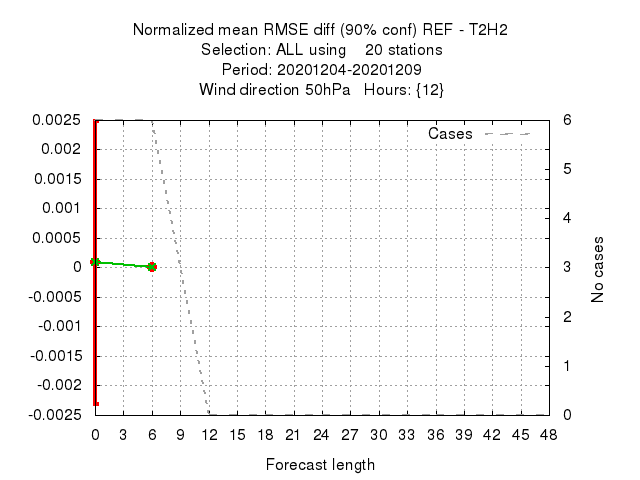 Normalized mean RMSE diff (90% conf) REF - T2H2
Selection: ALL using    20 stations
Period: 20201204-20201209
Wind direction 50hPa   Hours: {12}
Cases
0.0025
0.002
0.0015
0.001
0.0005
0
-0.0005
-0.001
-0.0015
-0.002
-0.0025
6
5
4
3
2
1
0
No cases
0 3 6 9 12 15 18 21 24 27 30 33 36 39 42 45 48
Forecast length